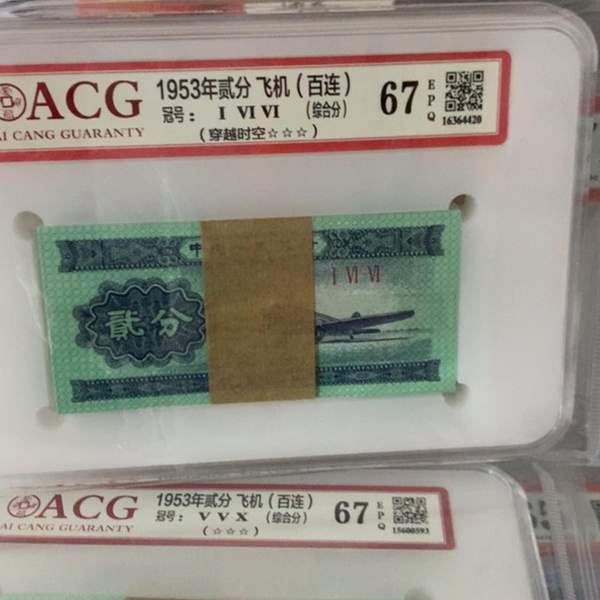 ACG
AI CANG GUARANTY
1953年贰分 飞机（百连）
冠号： I VI VI （综合分）
（穿越时空☆☆☆）
67
EPQ
16364420
中
I VI VI
貳分
ACG
AI CANG GUARANTY
1953年贰分 飞机（百连）
冠号： V V X （综合分）
（☆☆☆）
67
EPQ
15600593